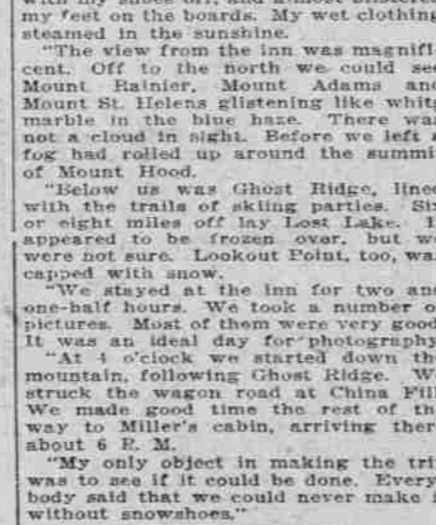 my feet on the boards. My wet clothing
steamed in the sunshine.
"The view from the inn was magnifi-
cent. Off to the north we could see
Mount Rainier, Mount Adams and
Mount St. Helens glistening like white
marble in the blue haze. There was
not a cloud in sight. Before we left a
fog had rolled up around the summit
of Mount Hood.
"Below us was Ghost Ridge, lined
with the trails of skiing parties. Six
or eight miles off lay Lost Lake. It
appeared to be frozen over, but we
were not sure. Lookout Point, too, was
capped with snow.
"We stayed at the inn for two and
one-half hours. We took a number of
pictures. Most of them were very good.
It was an ideal day for photography.
"At 4 o'clock we started down the
mountain, following Ghost Ridge. We
struck the wagon road at China Fill.
We made good time the rest of the
way to Miller's cabin, arriving there
about 6 P. M.
"My only object in making the trip
was to see if it could be done. Every-
body said that we could never make it
without snowshoes."